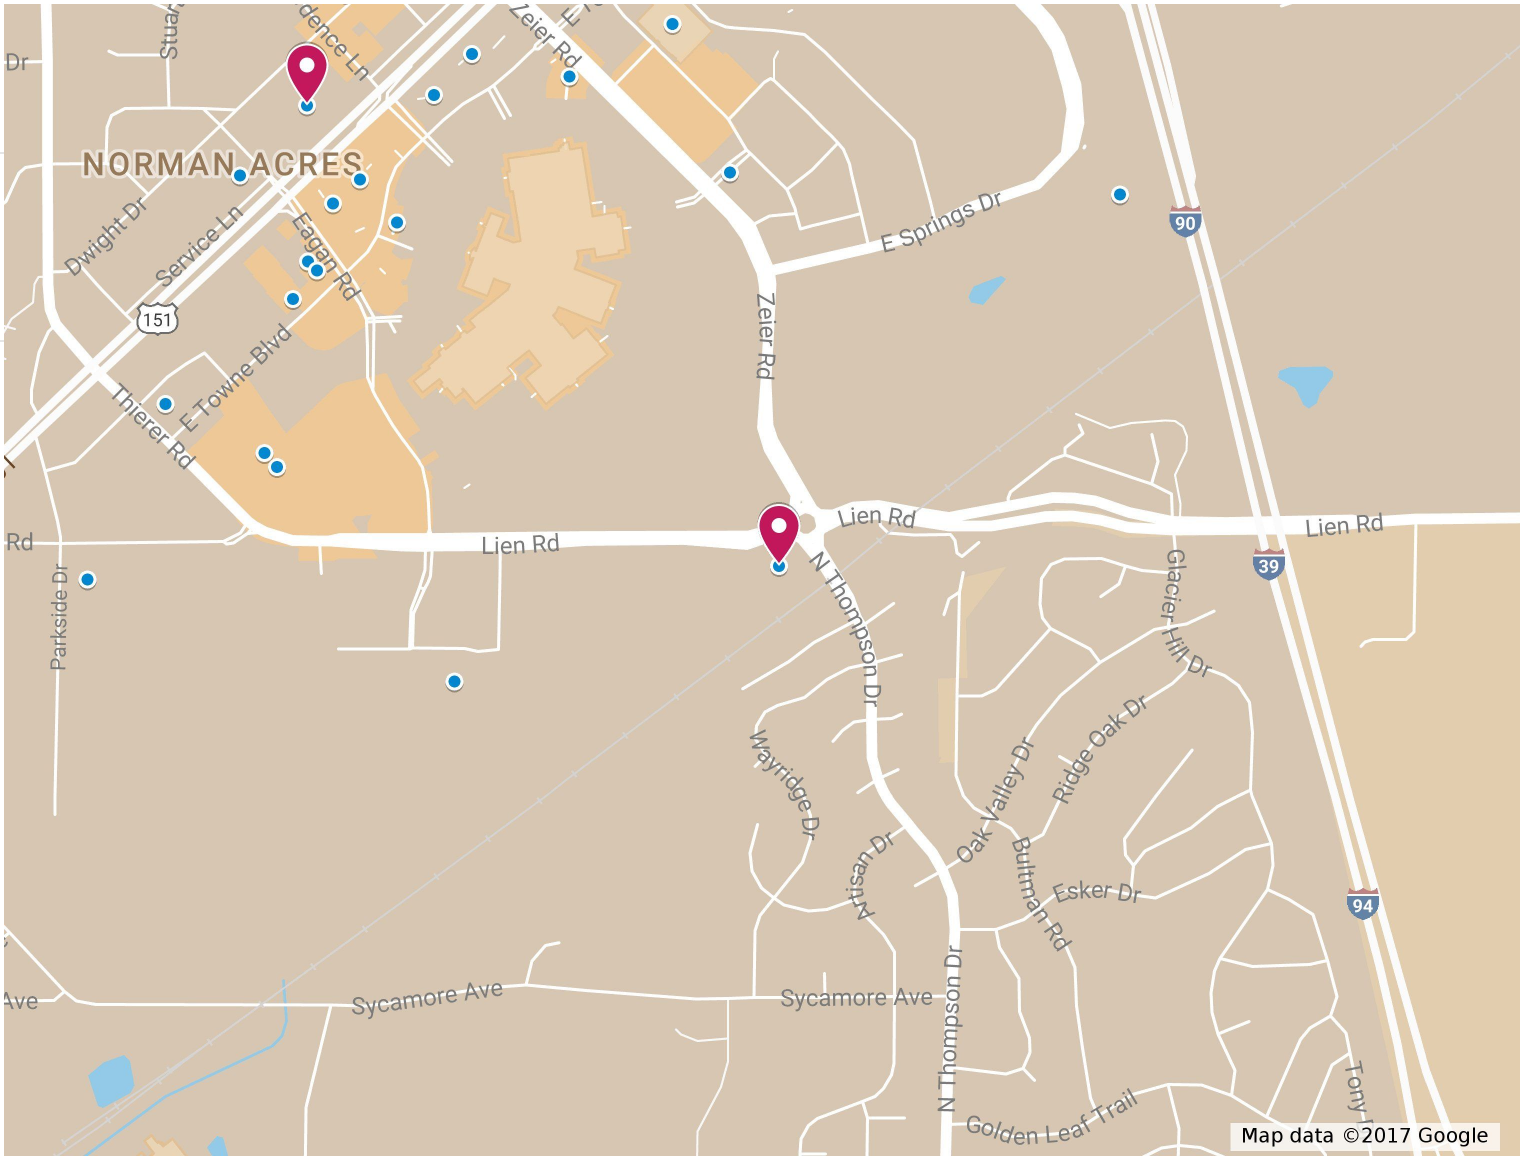 Stuar
dence Ln
Zeier Rd
E To
Dr
NORMAN ACRES
Dwight Dr
Service Ln
Eagan Rd
E Springs Dr
90
151
Zeier Rd
E Towne Blvd
Thierer Rd
Rd
Lien Rd
Lien Rd
Lien Rd
39
Parkside Dr
N Thompson Dr
Glacier Hill Dr
Wayridge Dr
Ridge Oak Dr
Oak Valley Dr
Artisan Dr
Bultman Rd
Esker Dr
94
Ave
Sycamore Ave
Sycamore Ave
N Thompson Dr
Golden Leaf Trail
Tony
Map data ©2017 Google